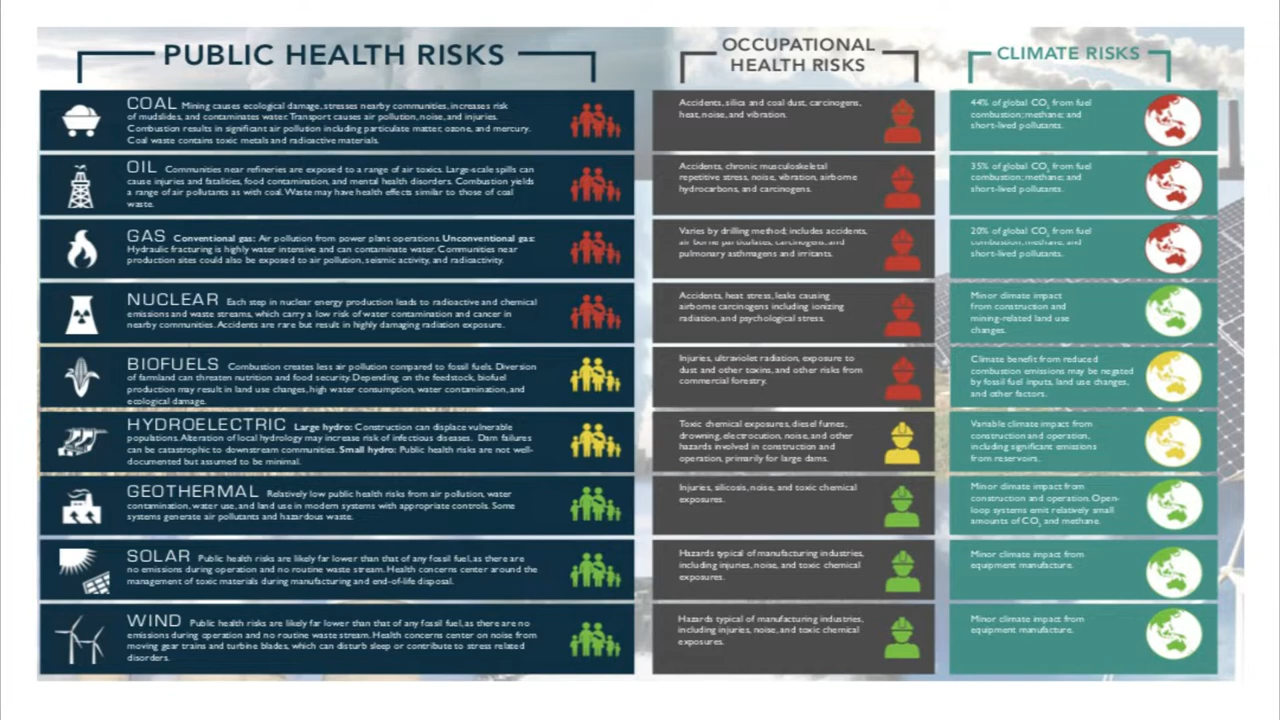 PUBLIC HEALTH RISKS
OCCUPATIONAL
HEALTH RISKS
CLIMATE RISKS
COAL Mining causes ecological damage, stresses nearby communities, increases risk
of mudslides, and contaminates water. Transport causes air pollution, noise, and injuries.
Combustion results in significant air pollution including particulate matter, ozone, and mercury.
Coal waste contains toxic metals and radioactive materials.
Accidents, silica and coal dust, carcinogens,
heat, noise, and vibration.
44% of global CO2 from fuel
combustion; methane; and
short-lived pollutants.
OIL Communities near refineries are exposed to a range of air toxics. Large-scale spills can
cause injuries and fatalities, food contamination, and mental health disorders. Combustion yields
a range of air pollutants as with coal. Waste may have health effects similar to those of coal
waste.
Accidents, chronic musculoskeletal
repetitive stress, noise, vibration, airborne
hydrocarbons, and carcinogens.
35% of global CO2 from fuel
combustion; methane; and
short-lived pollutants.
GAS Conventional gas: Air pollution from power plant operations. Unconventional gas:
Hydraulic fracturing is highly water intensive and can contaminate water. Communities near
production sites could also be exposed to air pollution, seismic activity, and radioactivity.
Varies by drilling method; includes accidents,
air borne particulates, carcinogens, and
pulmonary asthmagens and irritants.
20% of global CO2 from fuel
combustion, methane, and
short-lived pollutants.
NUCLEAR Each step in nuclear energy production leads to radioactive and chemical
emissions and waste streams, which carry a low risk of water contamination and cancer in
nearby communities. Accidents are rare but result in highly damaging radiation exposure.
Accidents, heat stress, leaks causing
airborne carcinogens including ionizing
radiation, and psychological stress.
Minor climate impact
from construction and
mining-related land use
changes.
BIOFUELS Combustion creates less air pollution compared to fossil fuels. Diversion
of farmland can threaten nutrition and food security. Depending on the feedstock, biofuel
production may result in land use changes, high water consumption, water contamination, and
ecological damage.
Injuries, ultraviolet radiation, exposure to
dust and other toxins, and other risks from
commercial forestry.
Climate benefit from reduced
combustion emissions may be negated
by fossil fuel inputs, land use changes,
and other factors.
HYDROELECTRIC Large hydro: Construction can displace vulnerable
populations. Alteration of local hydrology may increase risk of infectious diseases. Dam failures
can be catastrophic to downstream communities. Small hydro: Public health risks are not well-
documented but assumed to be minimal.
Toxic chemical exposures, diesel fumes,
drowning, electrocution, noise, and other
hazards involved in construction and
operation, primarily for large dams.
Variable climate impact from
construction and operation,
including significant emissions
from reservoirs.
GEOTHERMAL Relatively low public health risks from air pollution, water
contamination, water use, and land use in modern systems with appropriate controls. Some
systems generate air pollutants and hazardous waste.
Injuries, silicosis, noise, and toxic chemical
exposures.
Minor climate impact from
construction and operation. Open-
loop systems emit relatively small
amounts of CO2 and methane.
SOLAR Public health risks are likely far lower than that of any fossil fuel, as there are
no emissions during operation and no routine waste stream. Health concerns center around the
management of toxic materials during manufacturing and end-of-life disposal.
Hazards typical of manufacturing industries,
including injuries, noise, and toxic chemical
exposures.
Minor climate impact from
equipment manufacture.
WIND Public health risks are likely far lower than that of any fossil fuel, as there are no
emissions during operation and no routine waste stream. Health concerns center on noise from
moving gear trains and turbine blades, which can disturb sleep or contribute to stress related
disorders.
Hazards typical of manufacturing industries,
including injuries, noise, and toxic chemical
exposures.
Minor climate impact from
equipment manufacture.